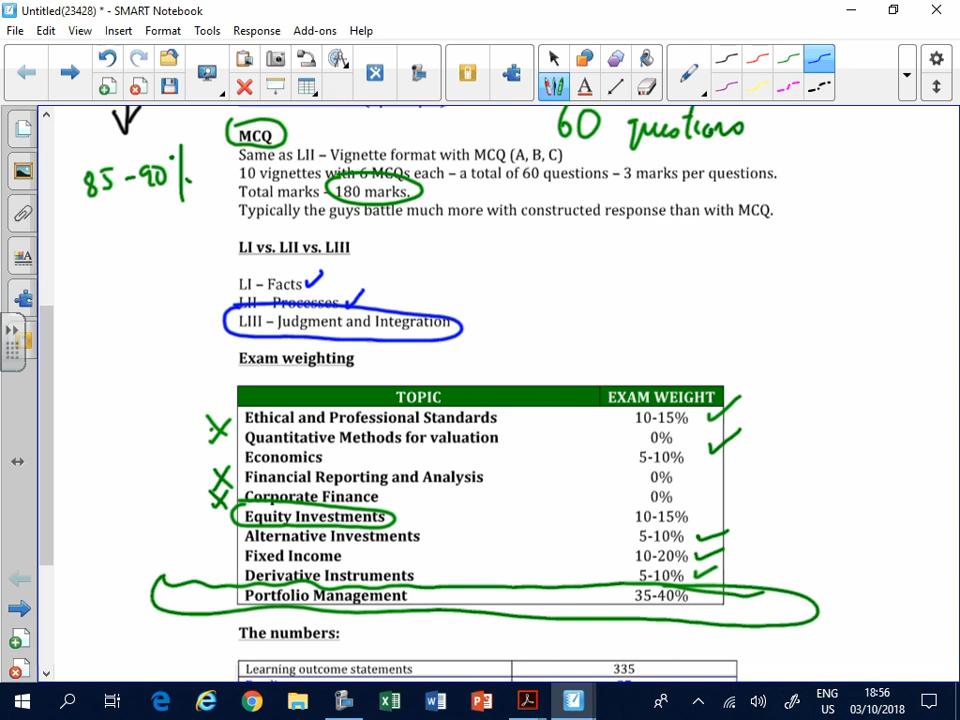 Untitled(23428) * - SMART Notebook
File Edit View Insert Format Tools Response Add-ons Help
60 questions
MCQ
85-90%
Same as LII – Vignette format with MCQ (A, B, C)
10 vignettes with 6 MCQs each – a total of 60 questions – 3 marks per questions.
Total marks - 180 marks.
Typically the guys battle much more with constructed response than with MCQ.
LI vs. LII vs. LIII
LI – Facts
LII – Processes
LIII – Judgment and Integration
Exam weighting
TOPIC EXAM WEIGHT
Ethical and Professional Standards 10-15%
Quantitative Methods for valuation 0%
Economics 5-10%
Financial Reporting and Analysis 0%
Corporate Finance 0%
Equity Investments 10-15%
Alternative Investments 5-10%
Fixed Income 10-20%
Derivative Instruments 5-10%
Portfolio Management 35-40%
The numbers:
Learning outcome statements 335
ENG 18:56
US 03/10/2018